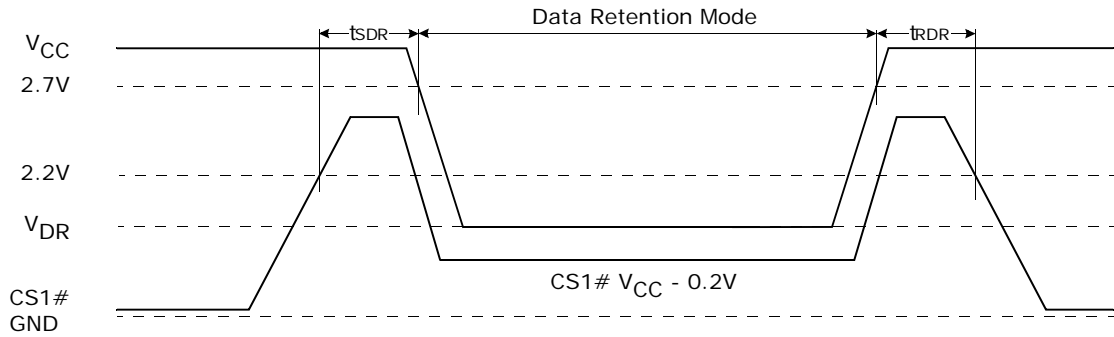 Data Retention Mode
tSDR
tRDR
VCC
2.7V
2.2V
VDR
CS1# VCC - 0.2V
CS1#
GND